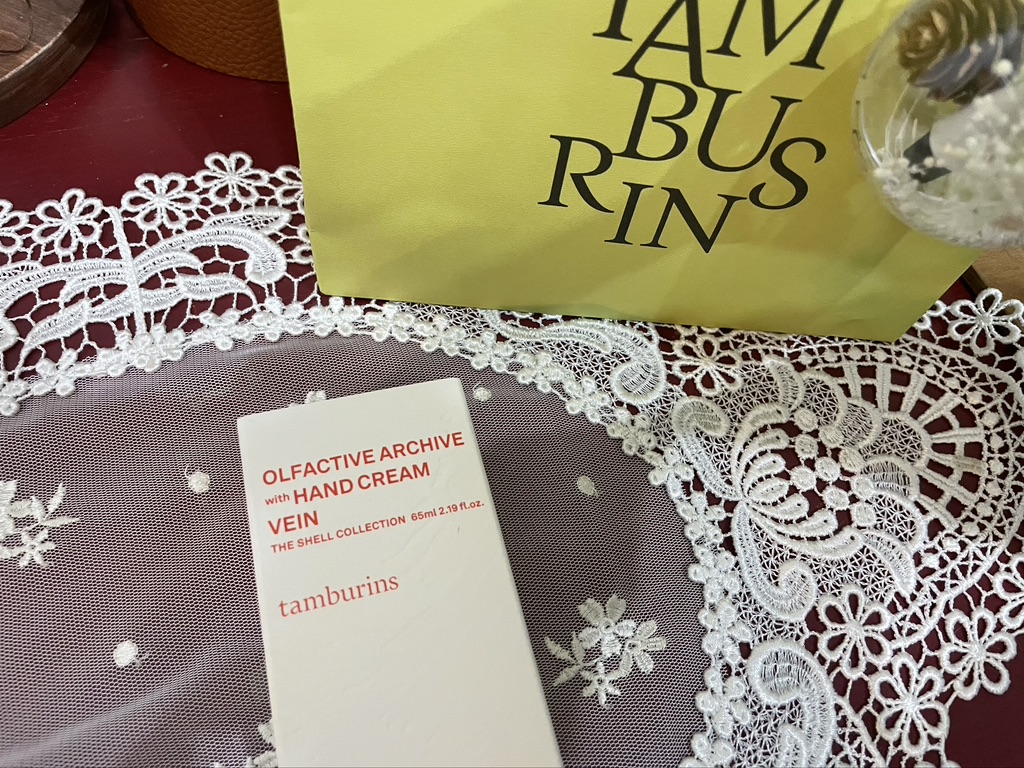 TAM
BUS
RIN
OLFACTIVE ARCHIVE
with HAND CREAM
VEIN
THE SHELL COLLECTION 65ml 2.19 fl.oz.
tamburins